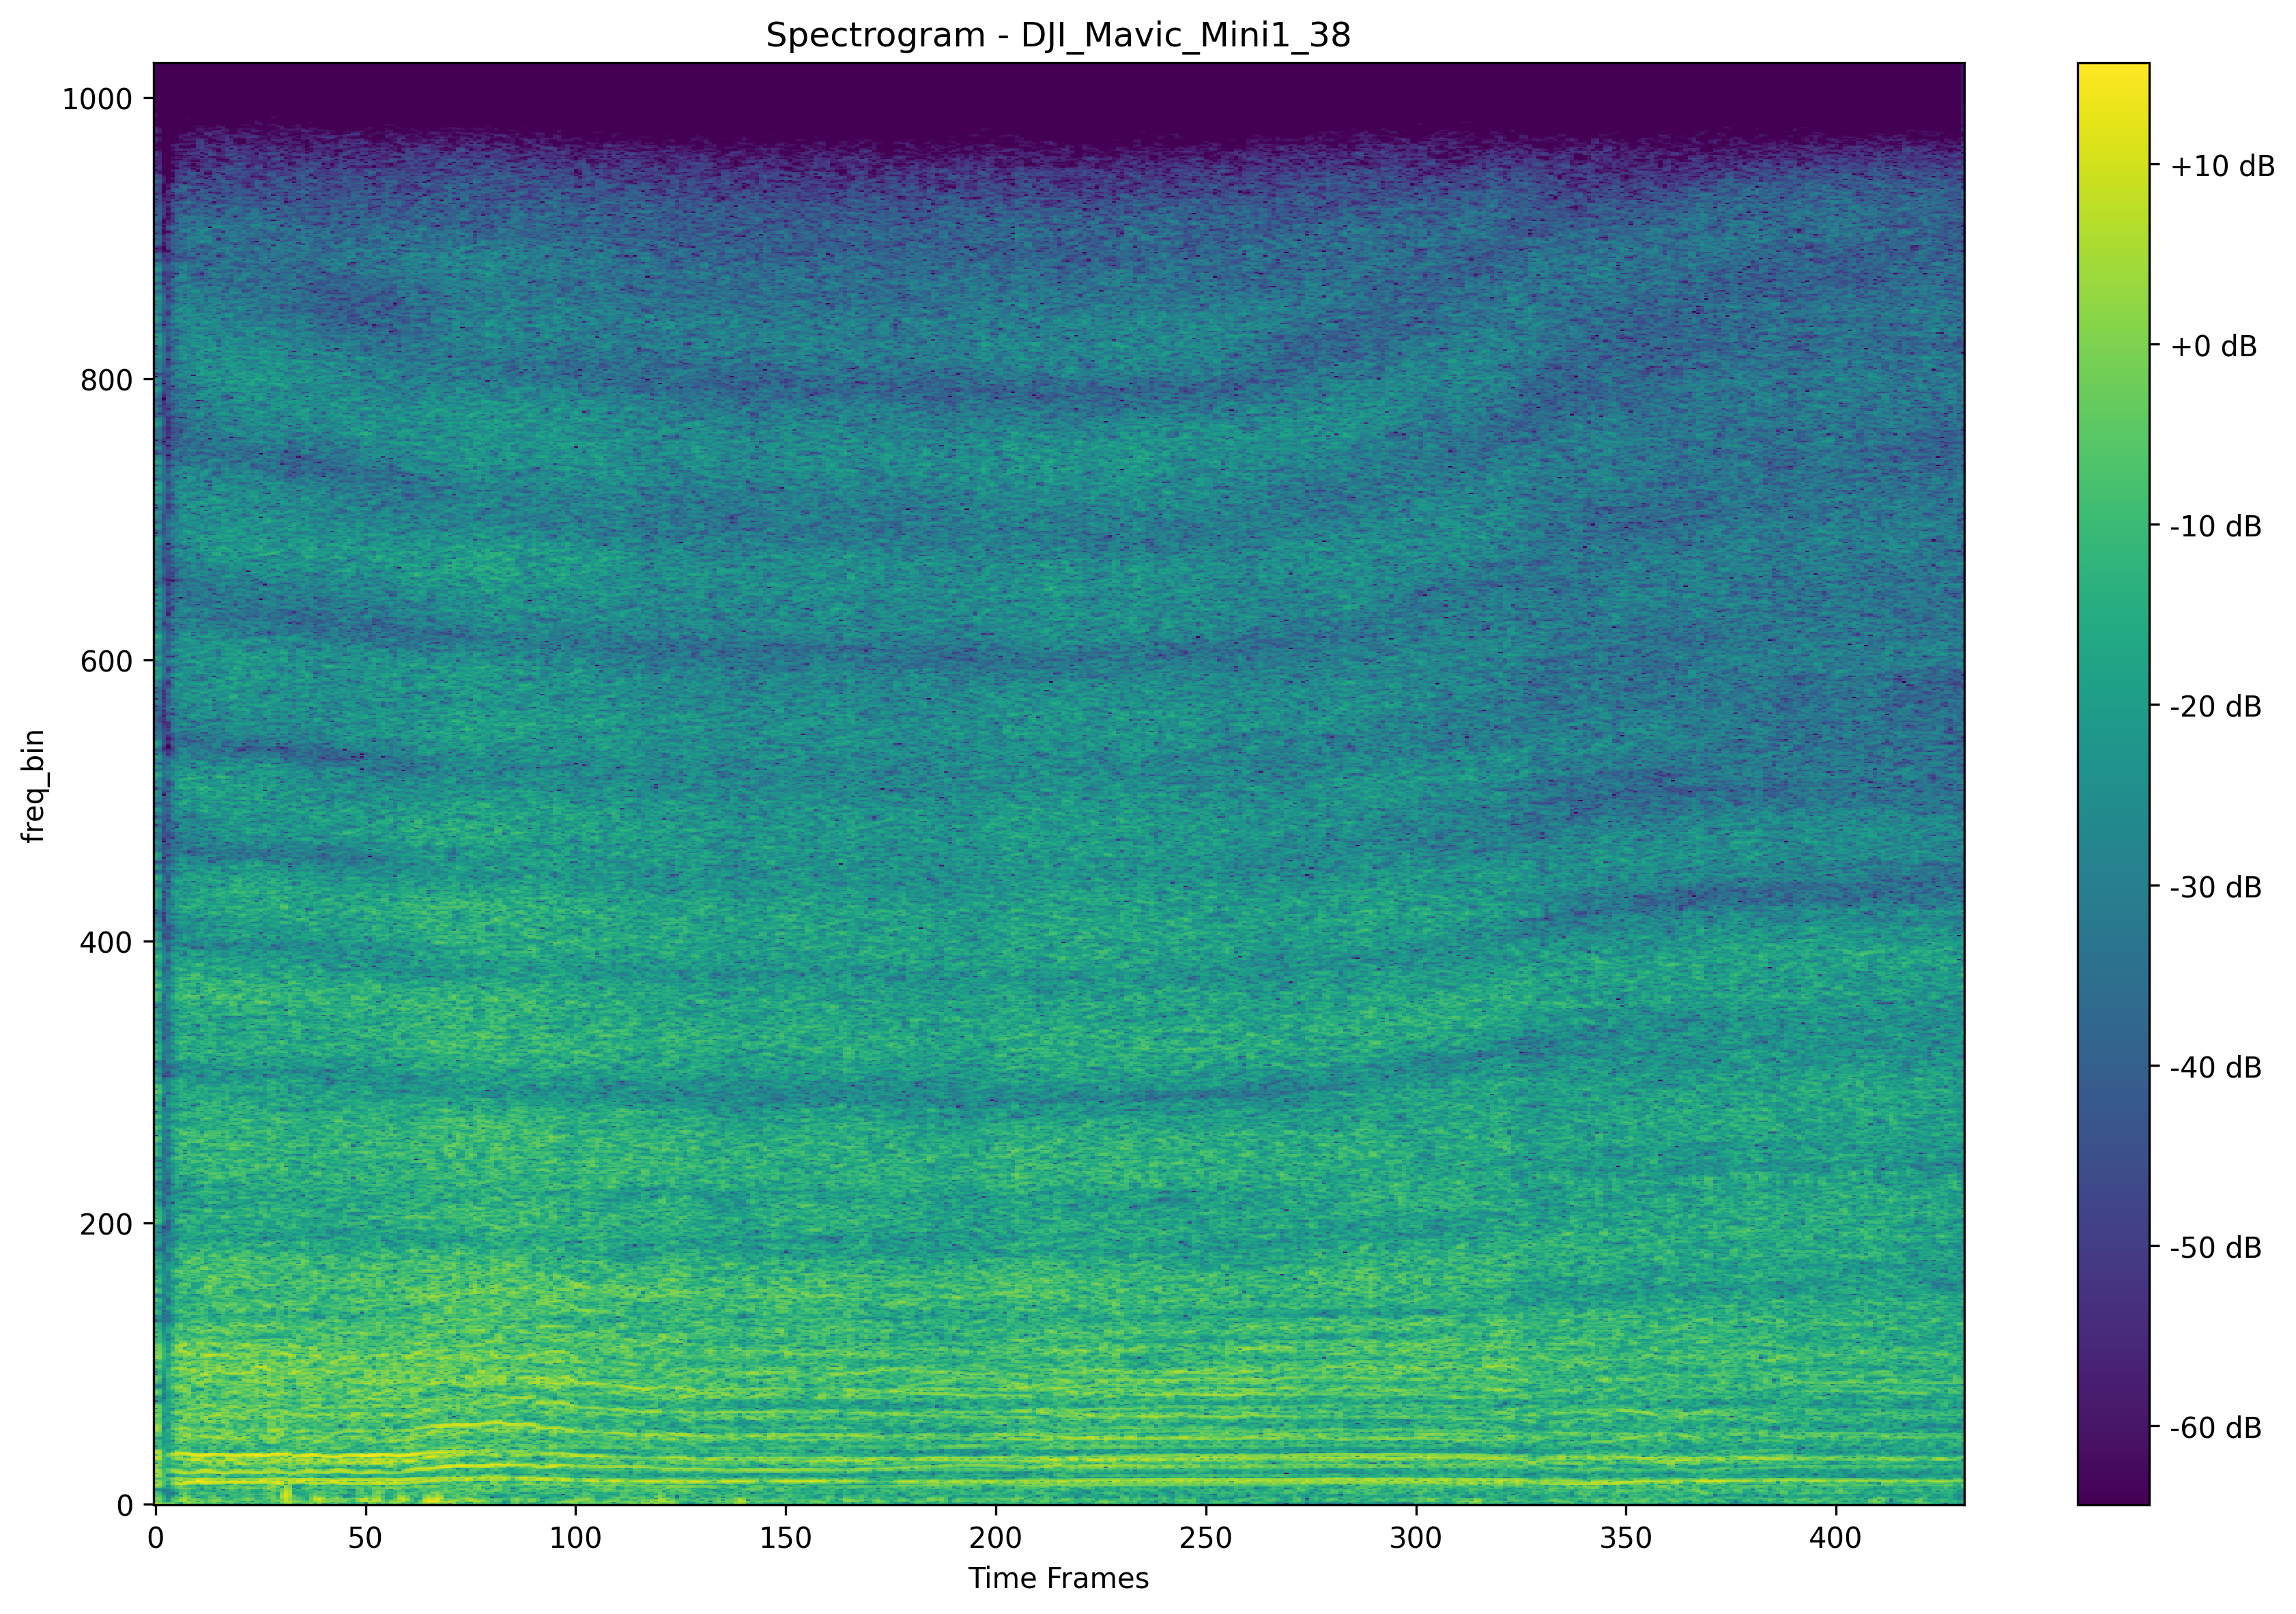 Spectrogram - DJI_Mavic_Mini1_38
freq_bin
1000
800
600
400
200
0
0 50 100 150 200 250 300 350 400
Time Frames
+10 dB
+0 dB
-10 dB
-20 dB
-30 dB
-40 dB
-50 dB
-60 dB